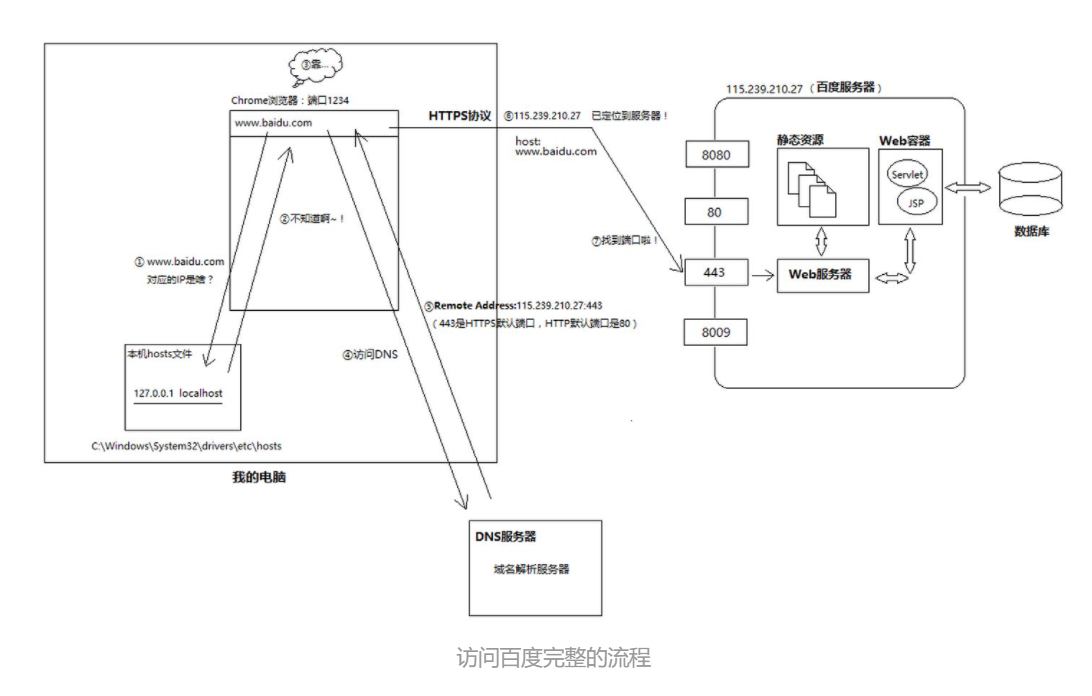 ③靠...
Chrome浏览器：端口1234
www.baidu.com
②不知道啊~！
① www.baidu.com
对应的IP是啥？
本机hosts文件
127.0.0.1 localhost
C:\Windows\System32\drivers\etc\hosts
我的电脑
④访问DNS
⑤Remote Address:115.239.210.27:443
（443是HTTPS默认端口，HTTP默认端口是80）
DNS服务器
域名解析服务器
HTTPS协议
⑥115.239.210.27 已定位到服务器！
host:
www.baidu.com
⑦找到端口啦！
115.239.210.27（百度服务器）
8080
80
443
8009
静态资源
Web容器
Servlet
JSP
Web服务器
数据库
访问百度完整的流程